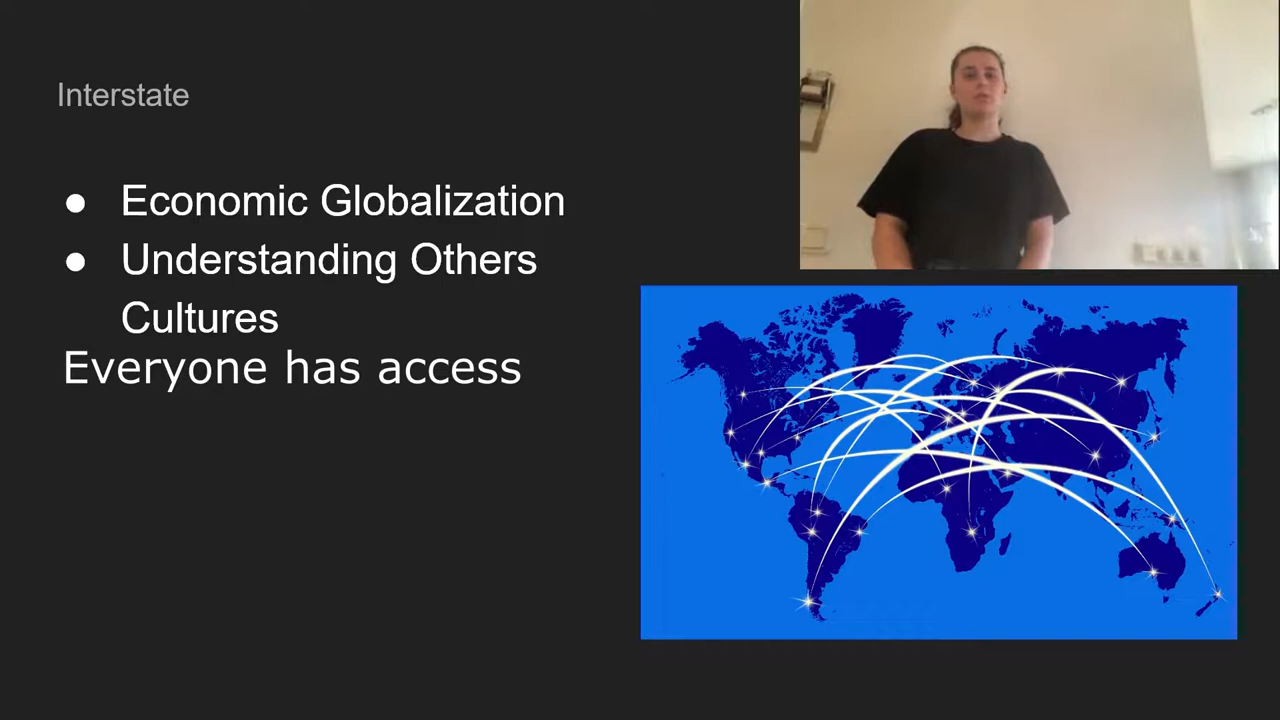 Interstate
● Economic Globalization
● Understanding Others
Cultures
Everyone has access